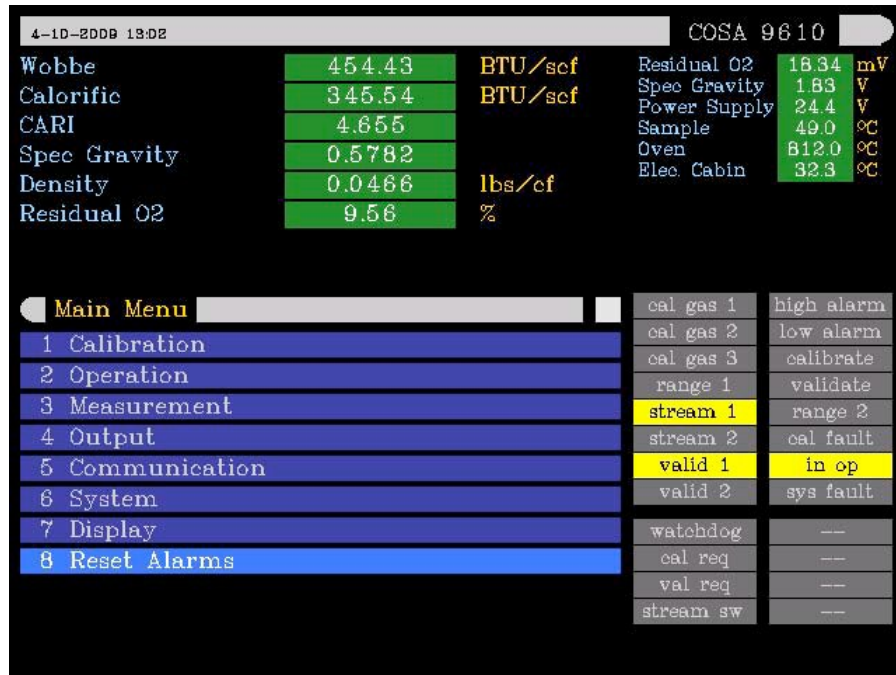 4-10-2009 13:02 COSA 9610
Wobbe 454.43 BTU/scf
Calorific 345.54 BTU/scf
CARI 4.655
Spec Gravity 0.5782
Density 0.0466 lbs/cf
Residual O2 9.56 %
Residual O2 18.34 mV
Spec Gravity 1.83 V
Power Supply 24.4 V
Sample 49.0 ºC
Oven 812.0 ºC
Elec. Cabin 32.3 ºC
Main Menu
1 Calibration
2 Operation
3 Measurement
4 Output
5 Communication
6 System
7 Display
8 Reset Alarms
cal gas 1 high alarm
cal gas 2 low alarm
cal gas 3 calibrate
range 1 validate
stream 1 range 2
stream 2 cal fault
valid 1 in op
valid 2 sys fault
watchdog --
cal req --
val req --
stream sw --